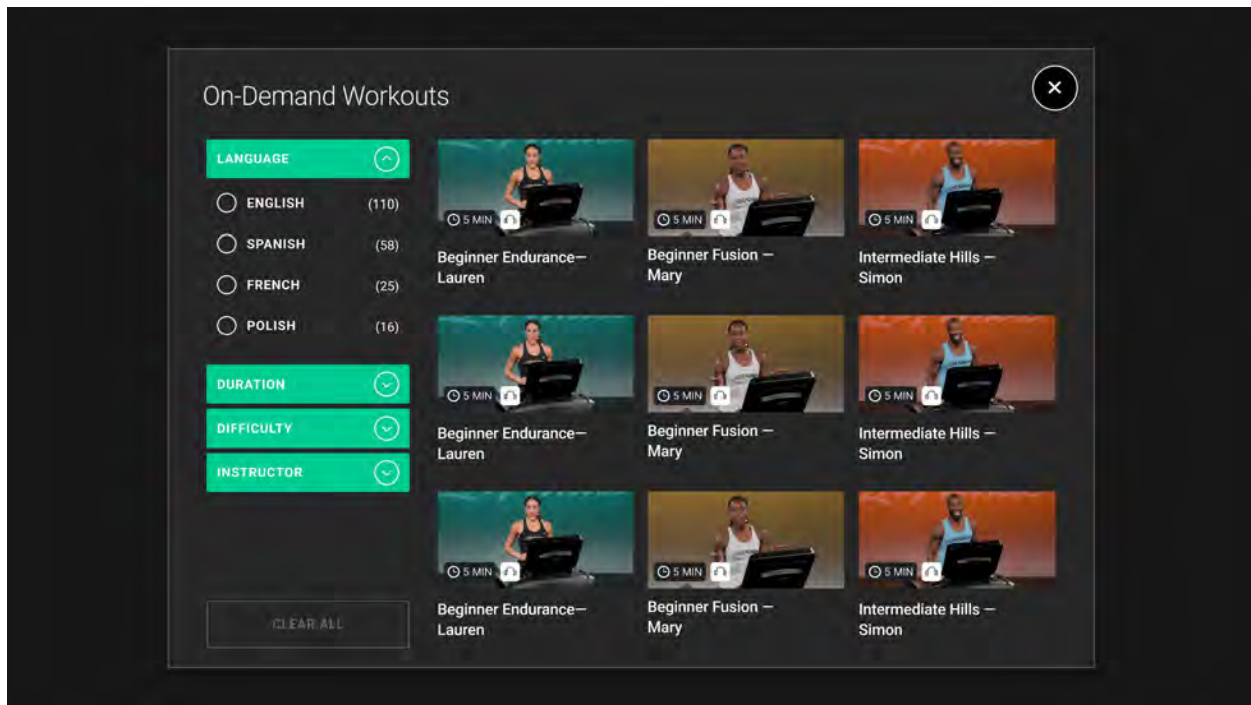 On-Demand Workouts
LANGUAGE
ENGLISH (110)
SPANISH (58)
FRENCH (25)
POLISH (16)
DURATION
DIFFICULTY
INSTRUCTOR
CLEAR ALL
5 MIN
Beginner Endurance—
Lauren
5 MIN
Beginner Fusion —
Mary
5 MIN
Intermediate Hills —
Simon
5 MIN
Beginner Endurance—
Lauren
5 MIN
Beginner Fusion —
Mary
5 MIN
Intermediate Hills —
Simon
5 MIN
Beginner Endurance—
Lauren
5 MIN
Beginner Fusion —
Mary
5 MIN
Intermediate Hills —
Simon